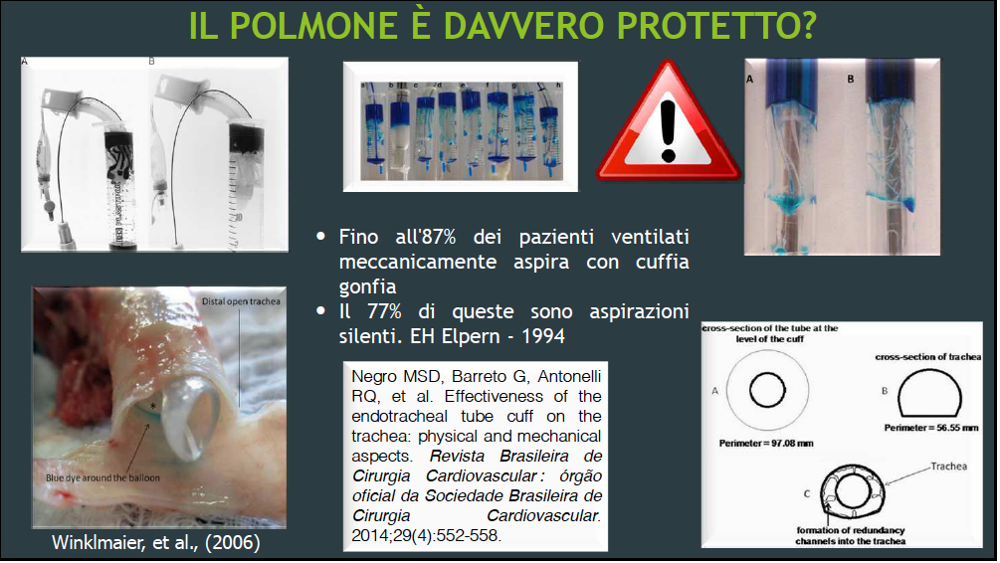 IL POLMONE È DAVVERO PROTETTO?
A
B
a b c d e f g h
A
B
• Fino all'87% dei pazienti ventilati
meccanicamente aspira con cuffia
gonfia
• Il 77% di queste sono aspirazioni
silenti. EH Elpern - 1994
Distal open trachea
*
Blue dye around the balloon
Winklmaier, et al., (2006)
Negro MSD, Barreto G, Antonelli
RQ, et al. Effectiveness of the
endotracheal tube cuff on the
trachea: physical and mechanical
aspects. Revista Brasileira de
Cirurgia Cardiovascular : órgão
oficial da Sociedade Brasileira de
Cirurgia Cardiovascular.
2014;29(4):552-558.
cross-section of the tube at the
level of the cuff
A
Perimeter = 97.08 mm
cross-section of trachea
B
Perimeter = 56.55 mm
Trachea
C
formation of redundancy
channels into the trachea